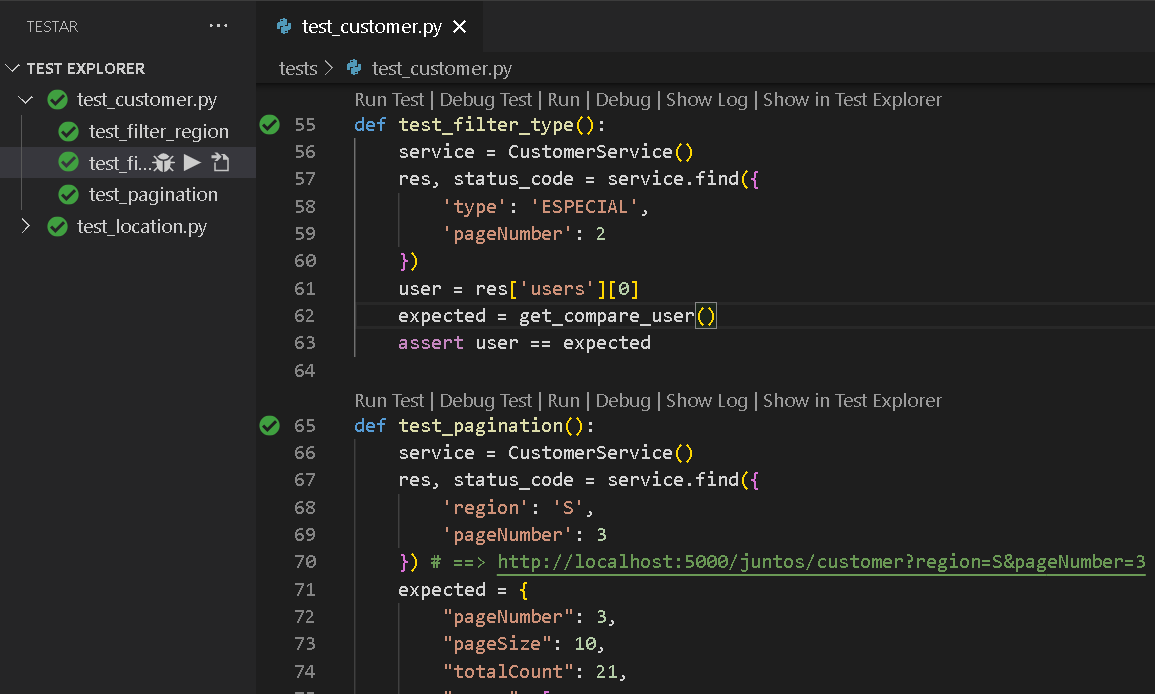 TESTAR ···
TEST EXPLORER
test_customer.py
test_filter_region
test_fi...
test_pagination
test_location.py
test_customer.py
tests > test_customer.py
Run Test | Debug Test | Run | Debug | Show Log | Show in Test Explorer
55 def test_filter_type():
56 service = CustomerService()
57 res, status_code = service.find({
58 'type': 'ESPECIAL',
59 'pageNumber': 2
60 })
61 user = res['users'][0]
62 expected = get_compare_user()
63 assert user == expected
64
Run Test | Debug Test | Run | Debug | Show Log | Show in Test Explorer
65 def test_pagination():
66 service = CustomerService()
67 res, status_code = service.find({
68 'region': 'S',
69 'pageNumber': 3
70 }) # ==> http://localhost:5000/juntos/customer?region=S&pageNumber=3
71 expected = {
72 "pageNumber": 3,
73 "pageSize": 10,
74 "totalCount": 21,